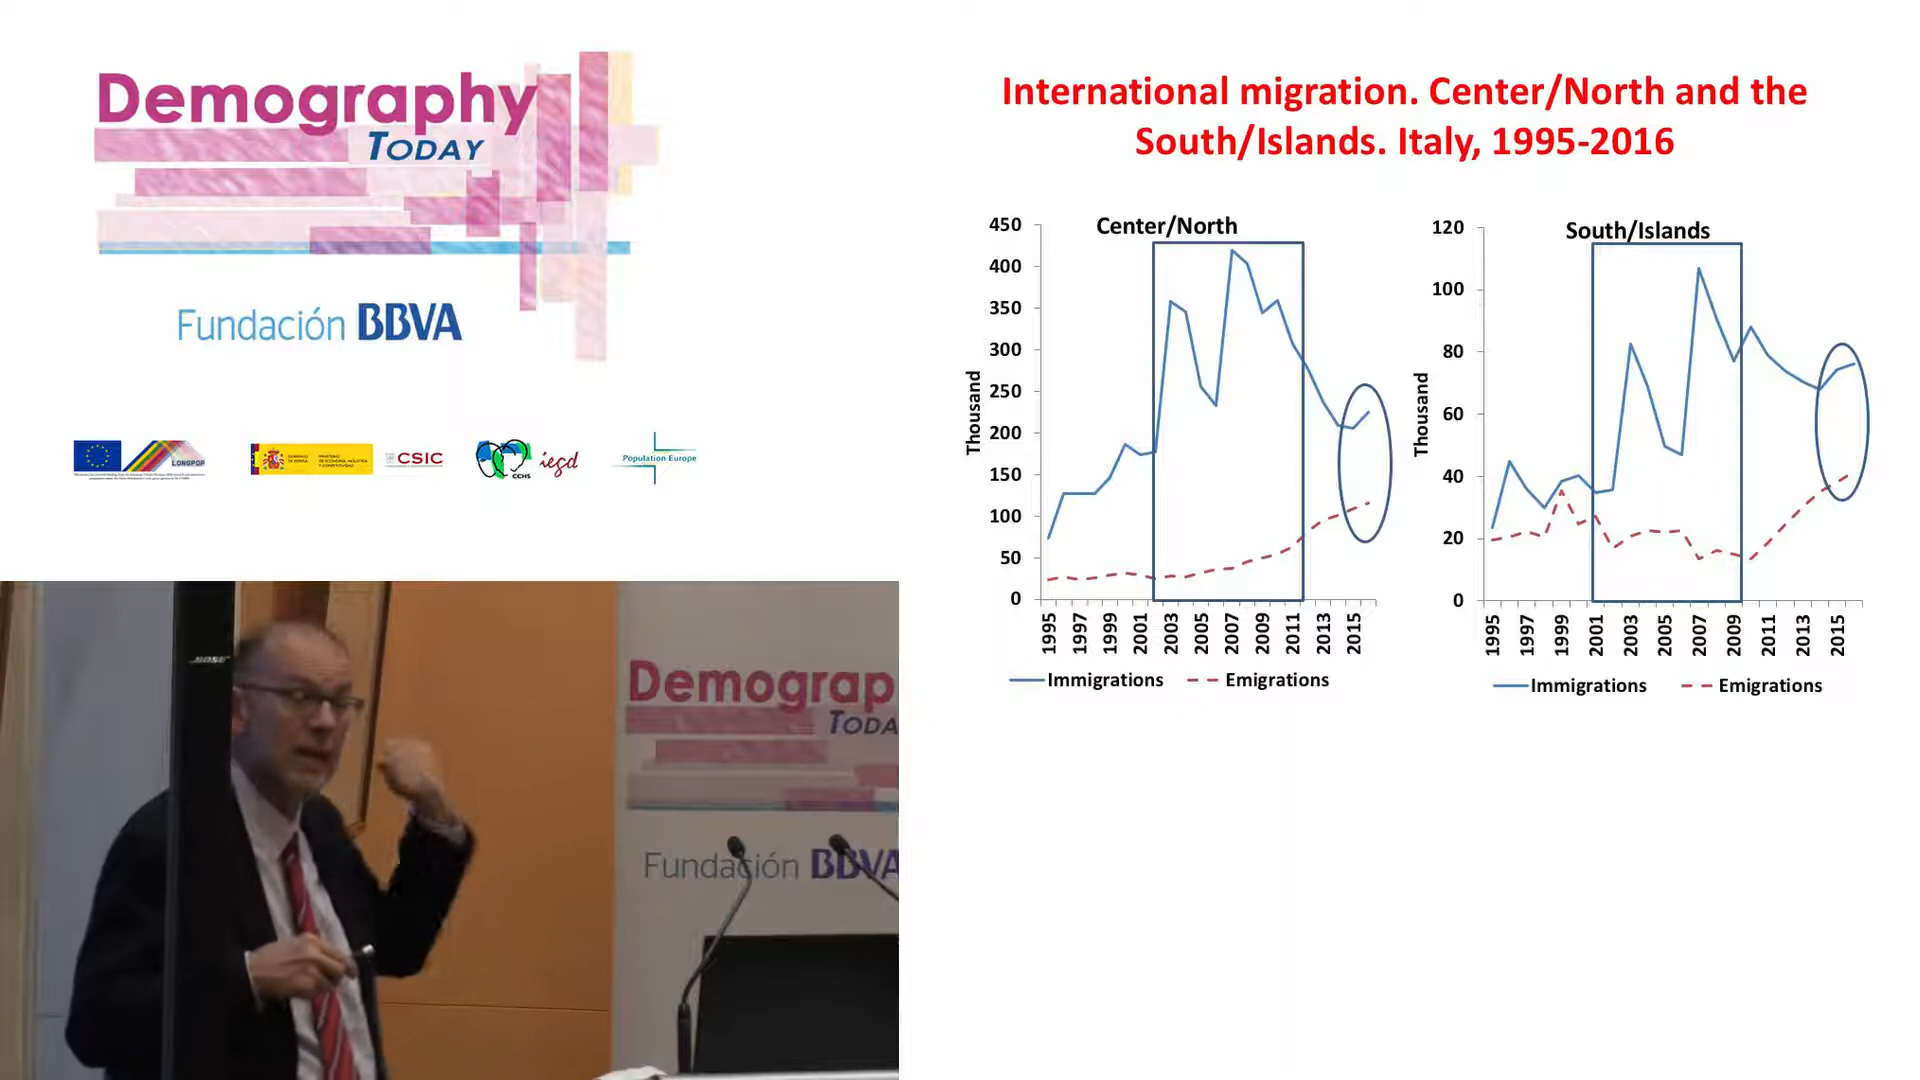 Demography
TODAY
Fundación BBVA
LONGPOP
CSIC
CCHS
iegd
Population Europe
International migration. Center/North and the
South/Islands. Italy, 1995-2016
Center/North
450
400
350
300
250
200
150
100
50
0
Thousand
1995 1997 1999 2001 2003 2005 2007 2009 2011 2013 2015
Immigrations Emigrations
South/Islands
120
100
80
60
40
20
0
Thousand
1995 1997 1999 2001 2003 2005 2007 2009 2011 2013 2015
Immigrations Emigrations
BOSE
Demograp
TODA
Fundación BBVA